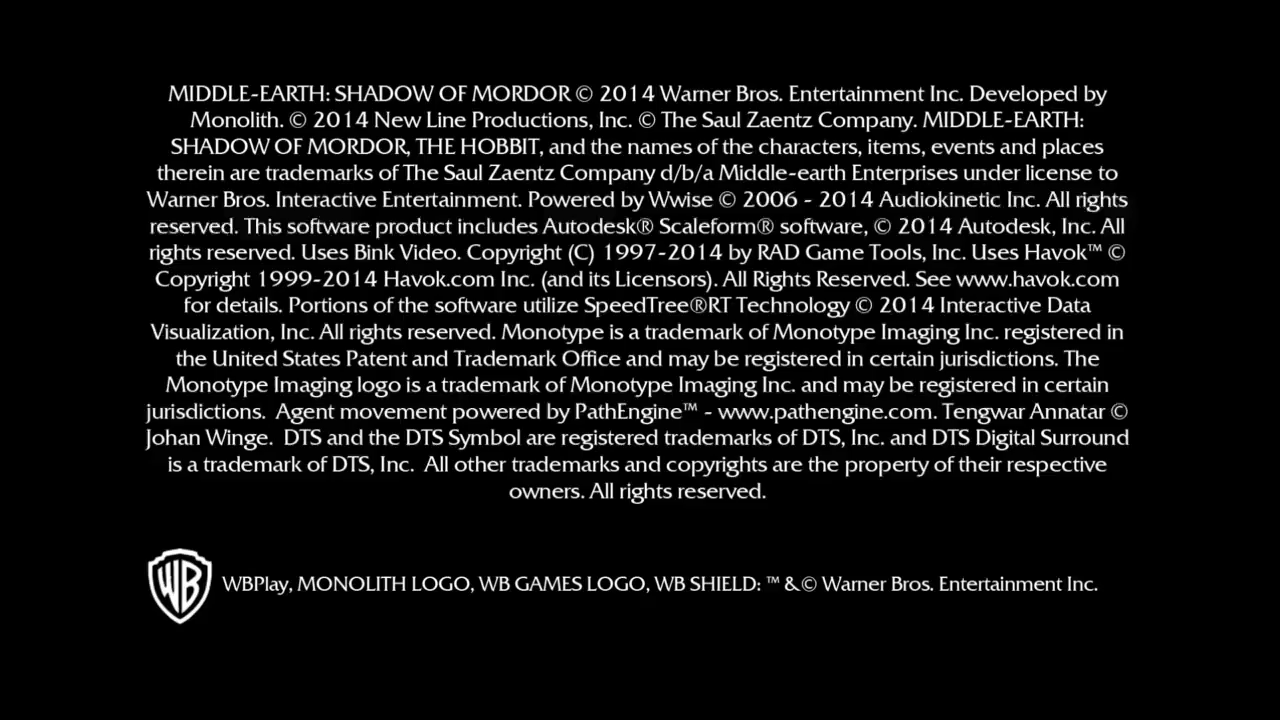 MIDDLE-EARTH: SHADOW OF MORDOR © 2014 Warner Bros. Entertainment Inc. Developed by
Monolith. © 2014 New Line Productions, Inc. © The Saul Zaentz Company. MIDDLE-EARTH:
SHADOW OF MORDOR, THE HOBBIT, and the names of the characters, items, events and places
therein are trademarks of The Saul Zaentz Company d/b/a Middle-earth Enterprises under license to
Warner Bros. Interactive Entertainment. Powered by Wwise © 2006 - 2014 Audiokinetic Inc. All rights
reserved. This software product includes Autodesk® Scaleform® software, © 2014 Autodesk, Inc. All
rights reserved. Uses Bink Video. Copyright (C) 1997-2014 by RAD Game Tools, Inc. Uses Havok™ ©
Copyright 1999-2014 Havok.com Inc. (and its Licensors). All Rights Reserved. See www.havok.com
for details. Portions of the software utilize SpeedTree®RT Technology © 2014 Interactive Data
Visualization, Inc. All rights reserved. Monotype is a trademark of Monotype Imaging Inc. registered in
the United States Patent and Trademark Office and may be registered in certain jurisdictions. The
Monotype Imaging logo is a trademark of Monotype Imaging Inc. and may be registered in certain
jurisdictions.  Agent movement powered by PathEngine™ - www.pathengine.com. Tengwar Annatar ©
Johan Winge.  DTS and the DTS Symbol are registered trademarks of DTS, Inc. and DTS Digital Surround
is a trademark of DTS, Inc.  All other trademarks and copyrights are the property of their respective
owners. All rights reserved.
WB WBPlay, MONOLITH LOGO, WB GAMES LOGO, WB SHIELD: ™ &© Warner Bros. Entertainment Inc.